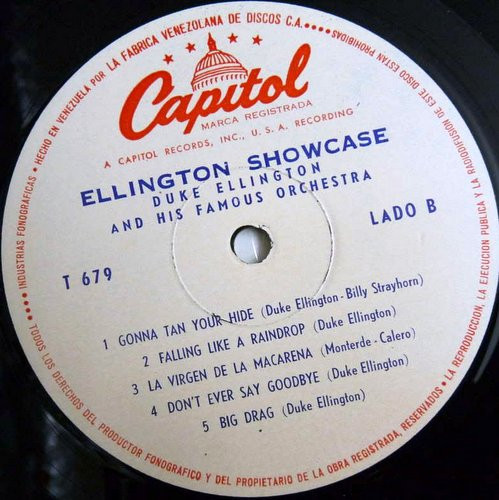 INDUSTRIAS FONOGRAFICAS • HECHO EN VENEZUELA POR LA FABRICA VENEZOLANA DE DISCOS C.A.
Capitol
MARCA REGISTRADA
A CAPITOL RECORDS, INC., U. S. A. RECORDING
ELLINGTON SHOWCASE
DUKE ELLINGTON
AND HIS FAMOUS ORCHESTRA
T 679
LADO B
1 GONNA TAN YOUR HIDE (Duke Ellington-Billy Strayhorn)
2 FALLING LIKE A RAINDROP (Duke Ellington)
3 LA VIRGEN DE LA MACARENA (Monterde-Calero)
4 DON'T EVER SAY GOODBYE (Duke Ellington)
5 BIG DRAG (Duke Ellington)
TODOS LOS DERECHOS DEL PRODUCTOR FONOGRAFICO Y DEL PROPIETARIO DE LA OBRA REGISTRADA, RESERVADOS • LA REPRODUCCION, LA EJECUCION PUBLICA Y LA RADIODIFUSION DE ESTE DISCO ESTAN PROHIBIDAS